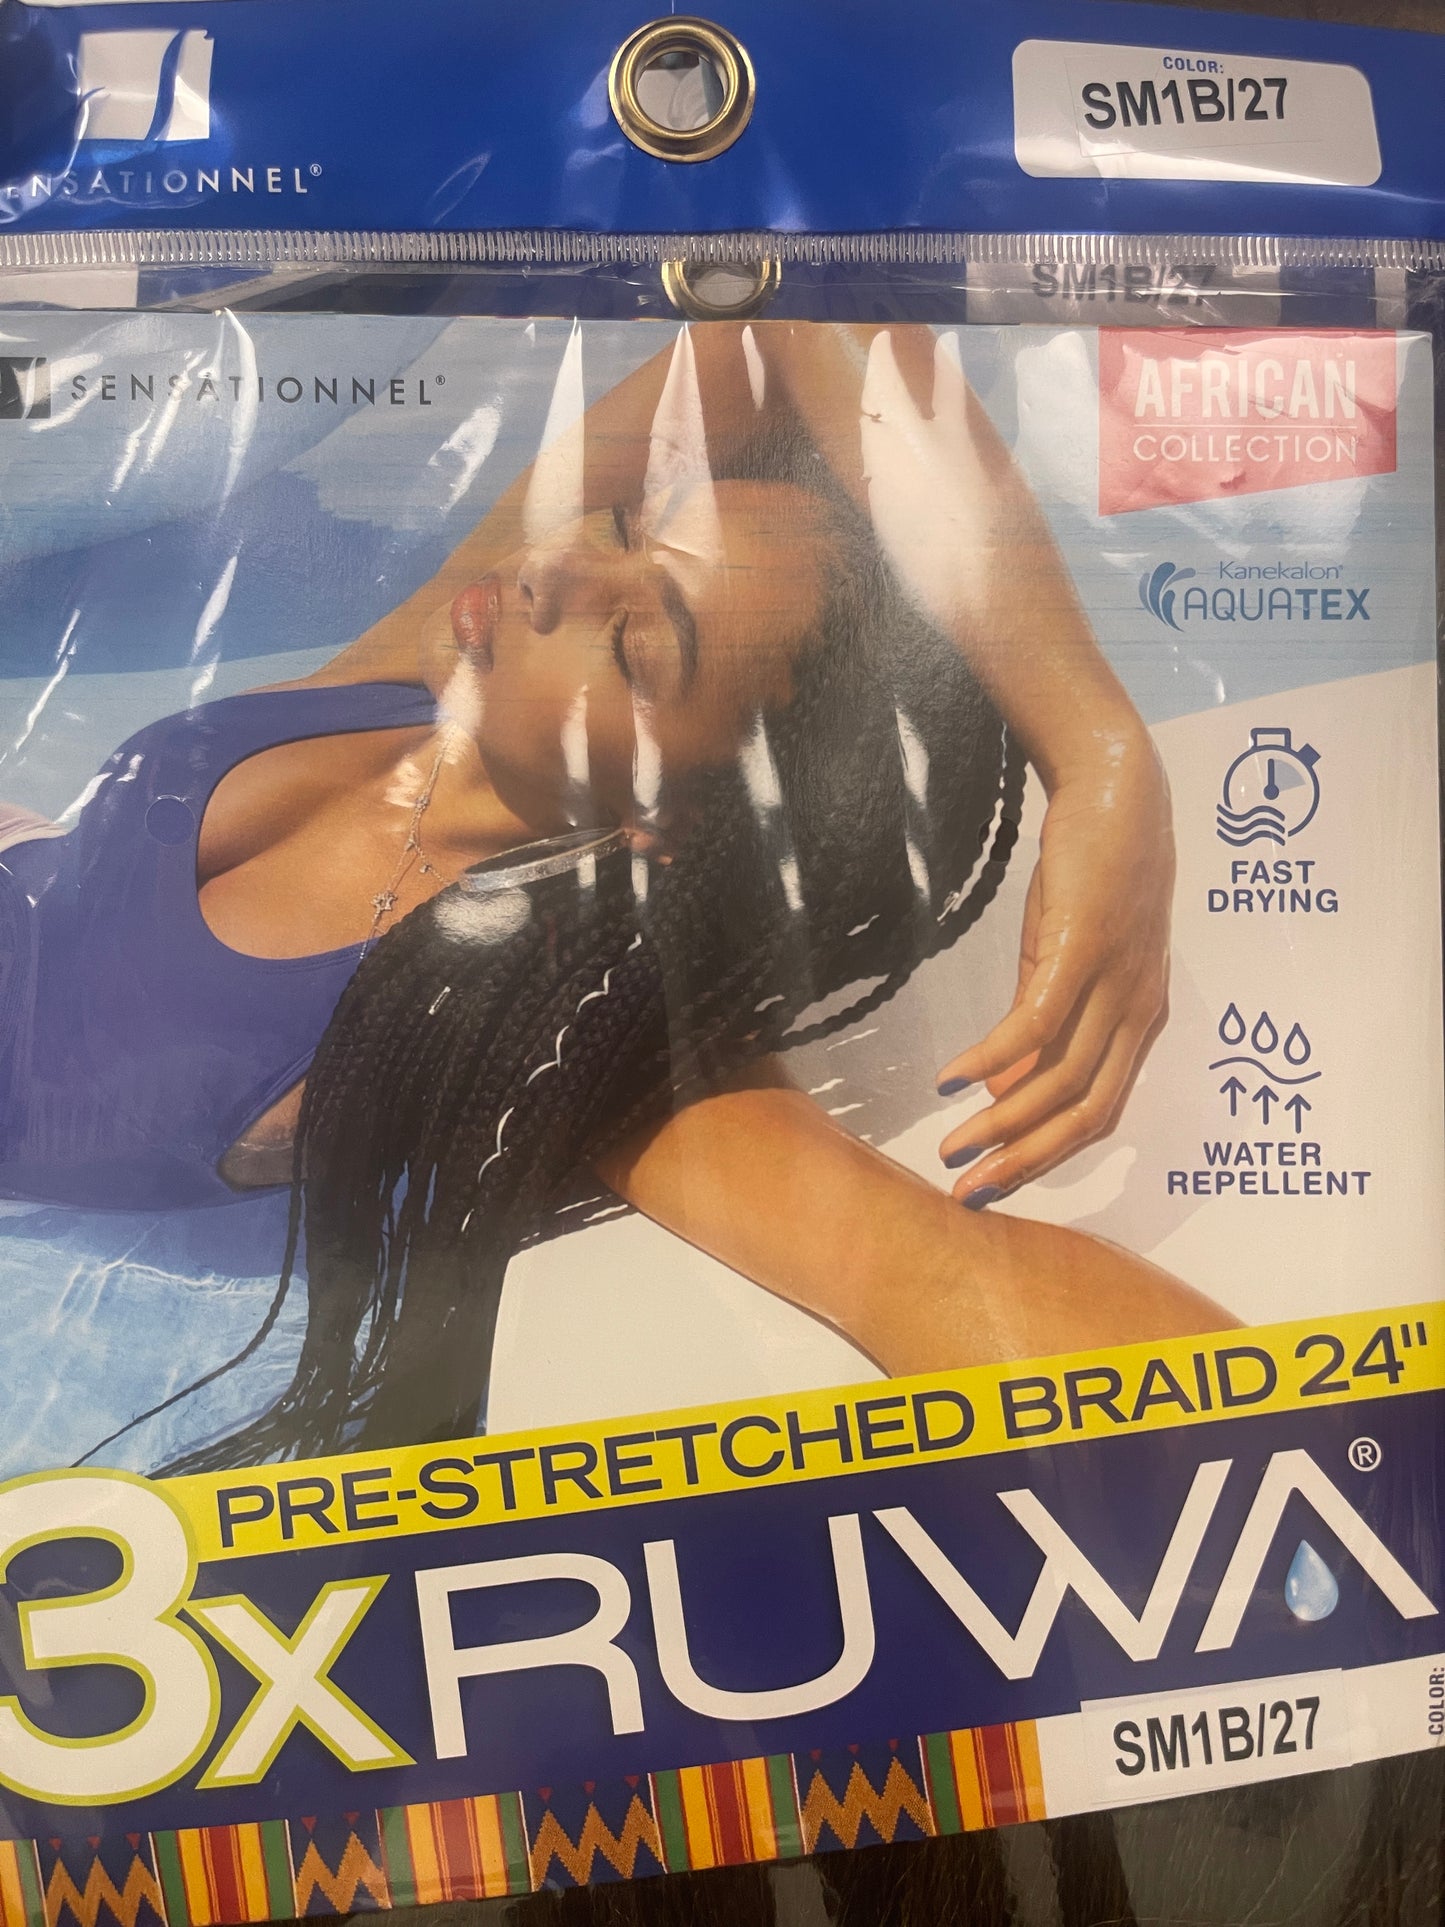 COLOR:
SM1B/27
SENSATIONNEL®
SM1B/27
SENSATIONNEL®
AFRICAN
COLLECTION
Kanekalon®
AQUATEX
FAST
DRYING
WATER
REPELLENT
PRE-STRETCHED BRAID 24"
3X RUWA®
COLOR:
SM1B/27